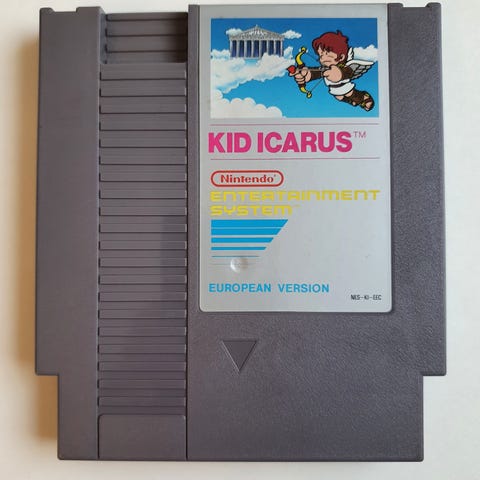 KID ICARUS™
Nintendo®
ENTERTAINMENT
SYSTEM™
EUROPEAN VERSION
NES-KI-EEC